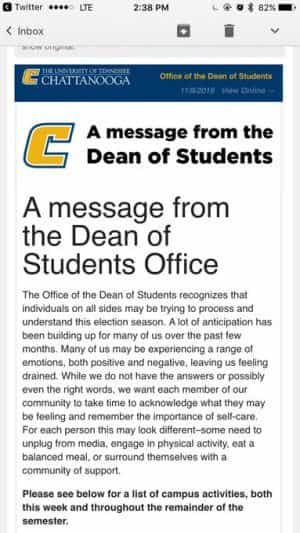 Twitter LTE 2:38 PM 82%
Inbox
show original.
THE UNIVERSITY OF TENNESSEE
CHATTANOOGA
Office of the Dean of Students
11/9/2016 View Online
C A message from the
Dean of Students
A message from
the Dean of
Students Office
The Office of the Dean of Students recognizes that
individuals on all sides may be trying to process and
understand this election season. A lot of anticipation has
been building up for many of us over the past few
months. Many of us may be experiencing a range of
emotions, both positive and negative, leaving us feeling
drained. While we do not have the answers or possibly
even the right words, we want each member of our
community to take time to acknowledge what they may
be feeling and remember the importance of self-care.
For each person this may look different–some need to
unplug from media, engage in physical activity, eat a
balanced meal, or surround themselves with a
community of support.
Please see below for a list of campus activities, both
this week and throughout the remainder of the
semester.